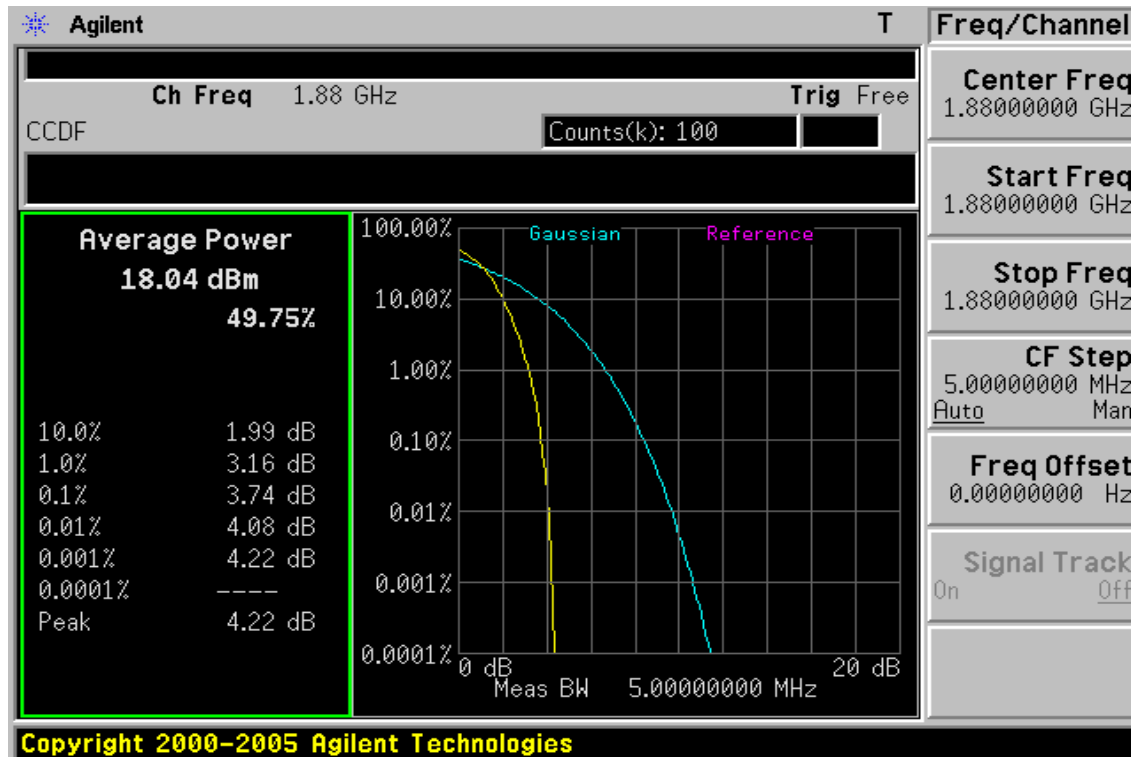 Agilent T
Ch Freq 1.88 GHz Trig Free
CCDF Counts(k): 100
Average Power
18.04 dBm
49.75%
10.0% 1.99 dB
1.0% 3.16 dB
0.1% 3.74 dB
0.01% 4.08 dB
0.001% 4.22 dB
0.0001% ----
Peak 4.22 dB
Gaussian Reference
100.00%
10.00%
1.00%
0.10%
0.01%
0.001%
0.0001%
0 dB 20 dB
Meas BW 5.00000000 MHz
Freq/Channel
Center Freq
1.88000000 GHz
Start Freq
1.88000000 GHz
Stop Freq
1.88000000 GHz
CF Step
5.00000000 MHz
Auto Man
Freq Offset
0.00000000 Hz
Signal Track
On Off
Copyright 2000-2005 Agilent Technologies